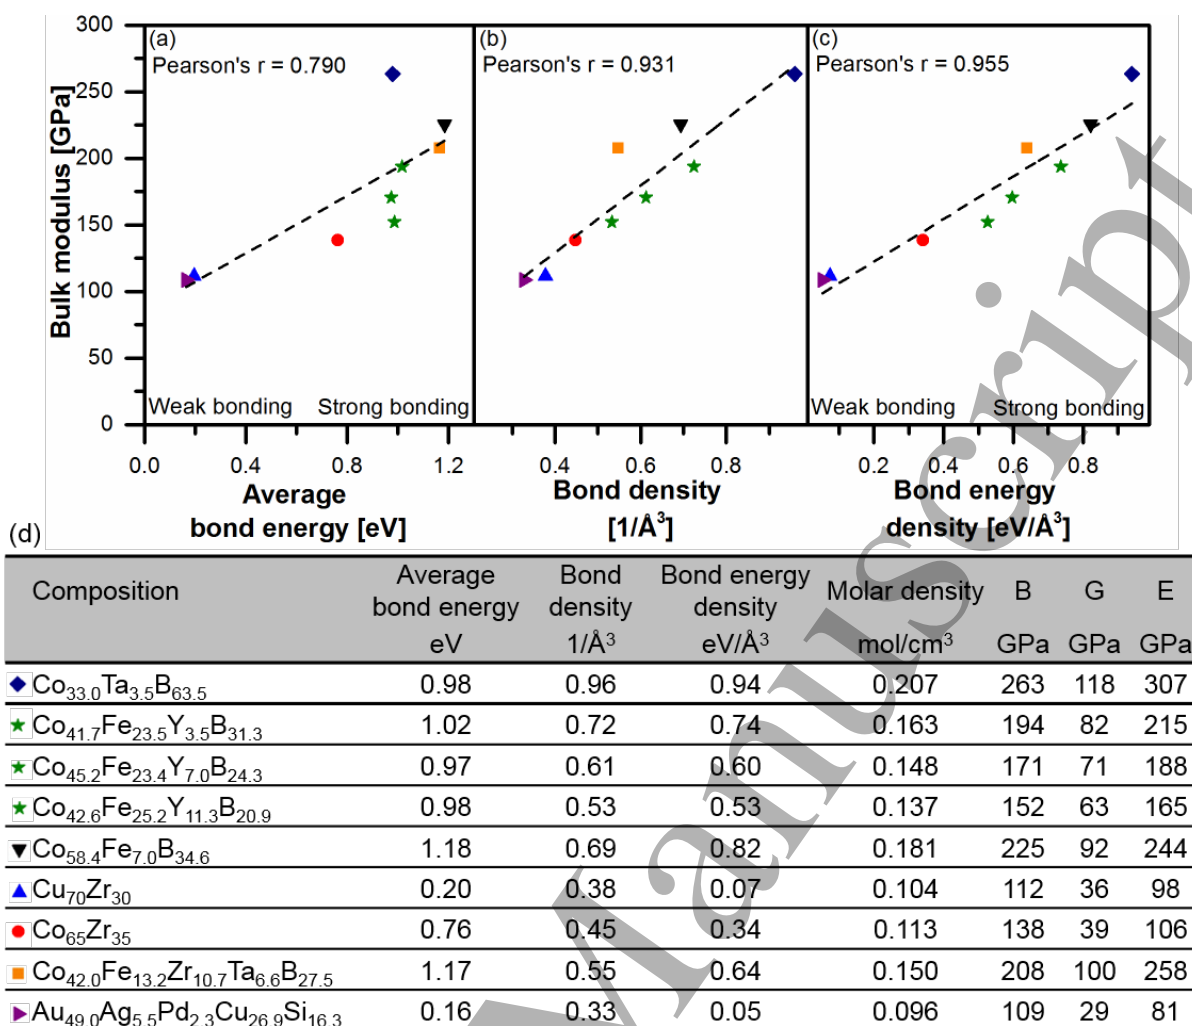 (a) (b) (c)
Pearson's r = 0.790 Pearson's r = 0.931 Pearson's r = 0.955
300
250
200
150
100
50
0
Bulk modulus [GPa]
Weak bonding Strong bonding Weak bonding Strong bonding
0.0 0.4 0.8 1.2 0.4 0.6 0.8 0.2 0.4 0.6 0.8
Average Bond density Bond energy
bond energy [eV] [1/Å³] density [eV/Å³]
(d)
Average Bond Bond energy
Composition bond energy density density Molar density B G E
eV 1/Å³ eV/Å³ mol/cm³ GPa GPa GPa
Co33.0Ta3.5B63.5 0.98 0.96 0.94 0.207 263 118 307
Co41.7Fe23.5Y3.5B31.3 1.02 0.72 0.74 0.163 194 82 215
Co45.2Fe23.4Y7.0B24.3 0.97 0.61 0.60 0.148 171 71 188
Co42.6Fe25.2Y11.3B20.9 0.98 0.53 0.53 0.137 152 63 165
Co58.4Fe7.0B34.6 1.18 0.69 0.82 0.181 225 92 244
Cu70Zr30 0.20 0.38 0.07 0.104 112 36 98
Co65Zr35 0.76 0.45 0.34 0.113 138 39 106
Co42.0Fe13.2Zr10.7Ta6.6B27.5 1.17 0.55 0.64 0.150 208 100 258
Au49.0Ag5.5Pd2.3Cu26.9Si16.3 0.16 0.33 0.05 0.096 109 29 81
Manuscript